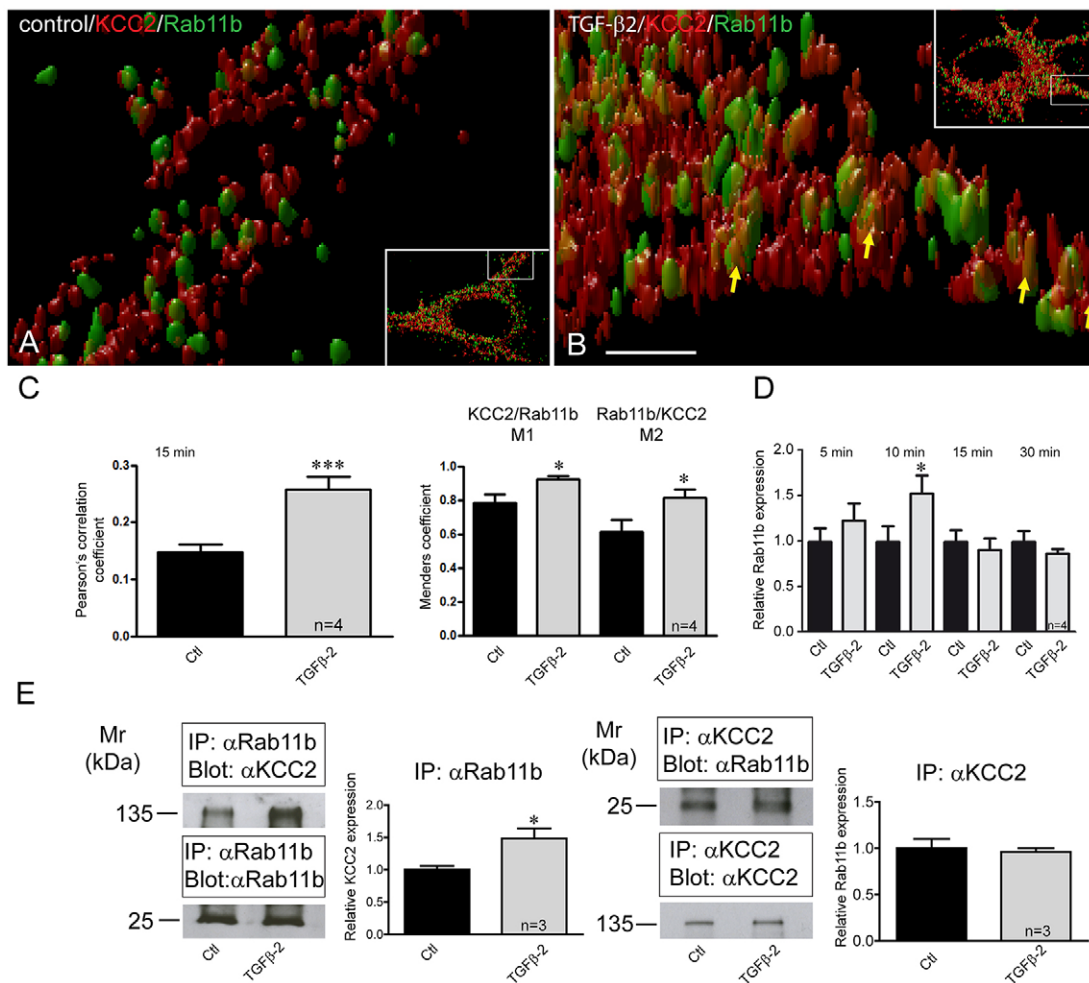 control/KCC2/Rab11b
TGF-β2/KCC2/Rab11b
A
B
C
15 min
Pearson's correlation
coefficient
0.3
0.2
0.1
0.0
***
n=4
Ctl
TGFβ-2
KCC2/Rab11b
M1
Rab11b/KCC2
M2
Menders coefficient
1.0
0.8
0.6
0.4
0.2
0.0
*
*
n=4
Ctl
TGFβ-2
Ctl
TGFβ-2
D
Relative Rab11b expression
2.0
1.5
1.0
0.5
0.0
5 min
10 min
15 min
30 min
*
n=4
Ctl
TGFβ-2
Ctl
TGFβ-2
Ctl
TGFβ-2
Ctl
TGFβ-2
E
Mr
(kDa)
IP: αRab11b
Blot: αKCC2
135
IP: αRab11b
Blot:αRab11b
25
Ctl
TGFβ-2
IP: αRab11b
Relative KCC2 expression
2.0
1.5
1.0
0.5
0.0
*
n=3
Ctl
TGFβ-2
Mr
(kDa)
IP: αKCC2
Blot: αRab11b
25
IP: αKCC2
Blot: αKCC2
135
Ctl
TGFβ-2
IP: αKCC2
Relative Rab11b expression
1.5
1.0
0.5
0.0
n=3
Ctl
TGFβ-2